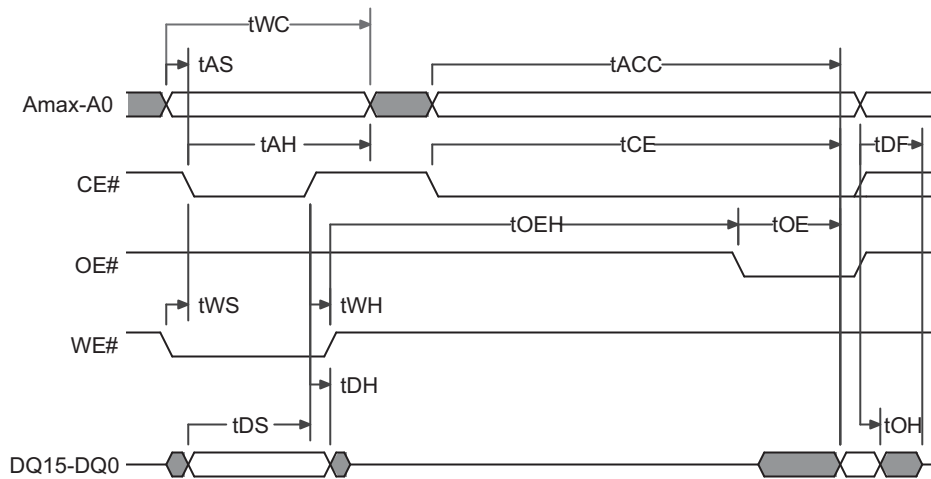 tWC
tAS
tACC
Amax-A0
tAH
tCE
tDF
CE#
tOEH
tOE
OE#
tWS
tWH
WE#
tDH
tDS
tOH
DQ15-DQ0